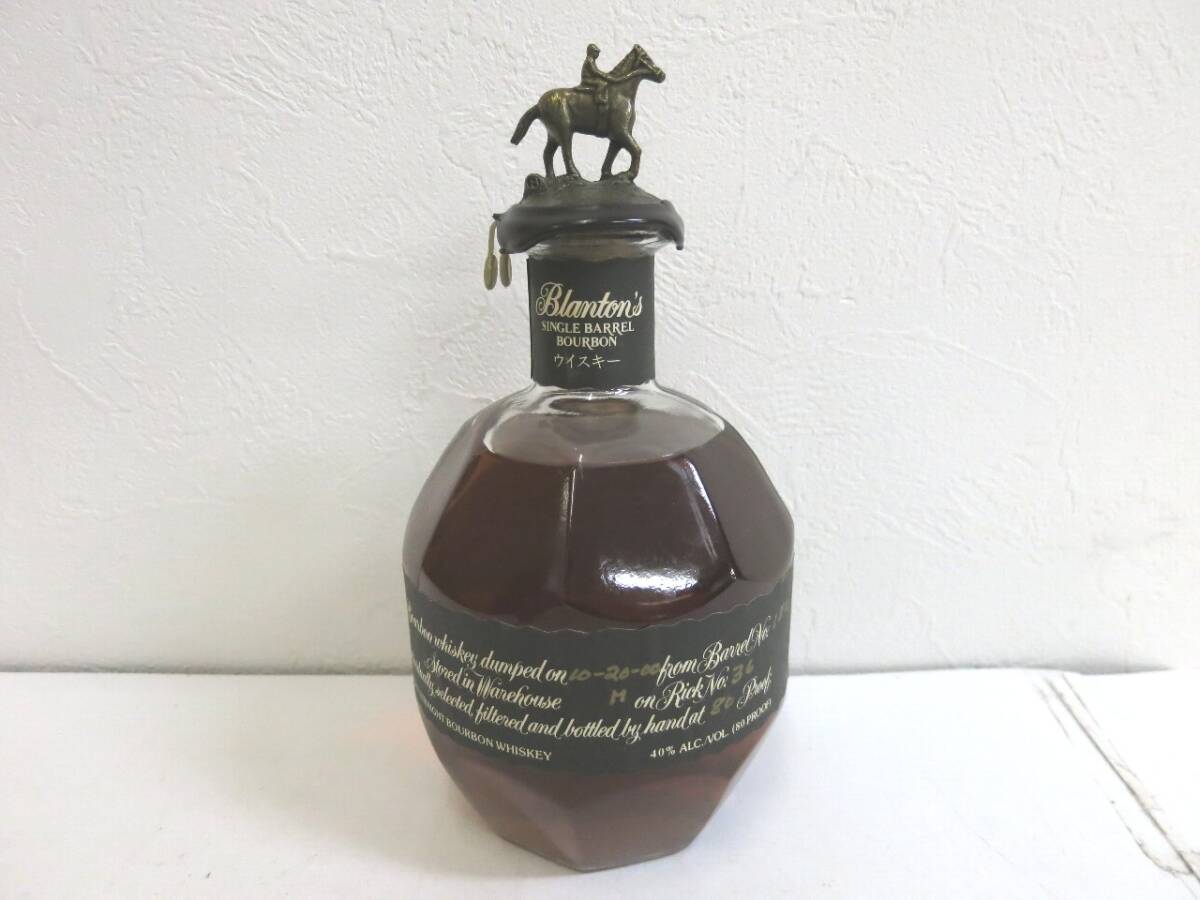 Blanton's
SINGLE BARREL
BOURBON
ウイスキー
Bourbon whiskey dumped on 10-20-00 from Barrel No.
Stored in Warehouse H on Rick No. 36
selected, filtered and bottled by hand at 80 Proof
BOURBON WHISKEY 40% ALC./VOL. (80 PROOF)